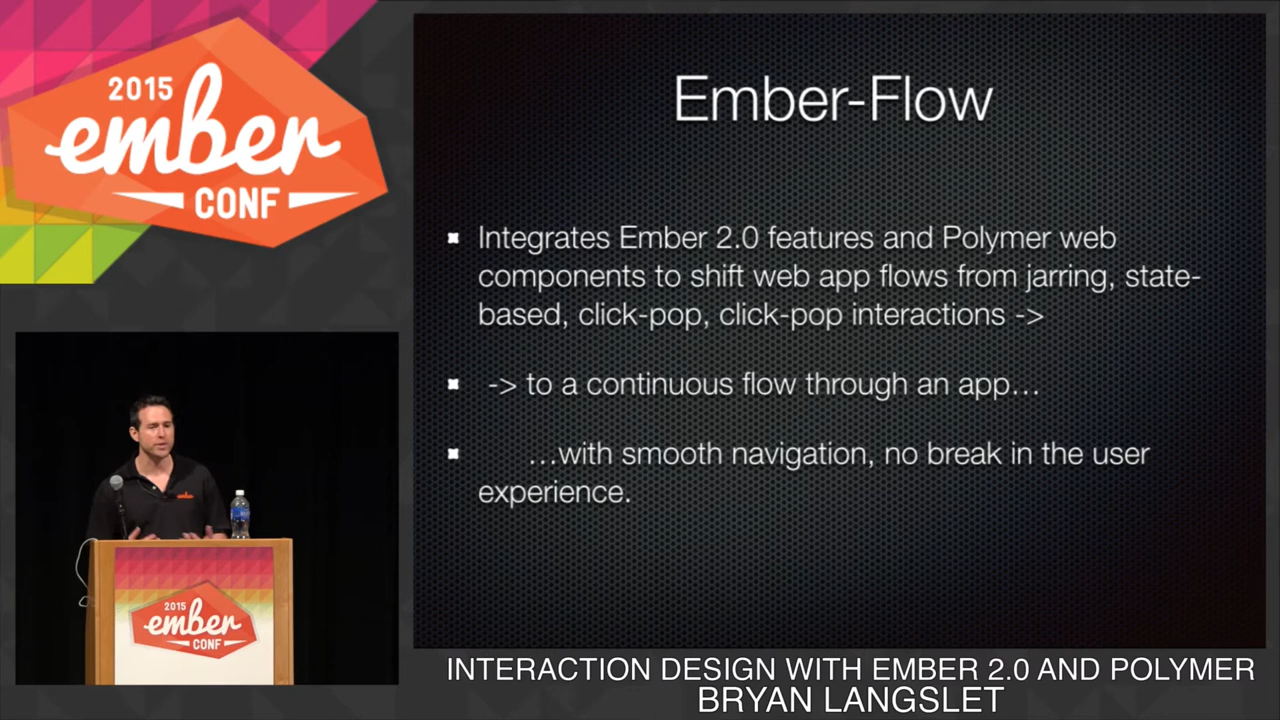 2015
ember
CONF
Ember-Flow
Integrates Ember 2.0 features and Polymer web
components to shift web app flows from jarring, state-
based, click-pop, click-pop interactions ->
-> to a continuous flow through an app…
…with smooth navigation, no break in the user
experience.
ember
2015
ember
CONF
INTERACTION DESIGN WITH EMBER 2.0 AND POLYMER
BRYAN LANGSLET